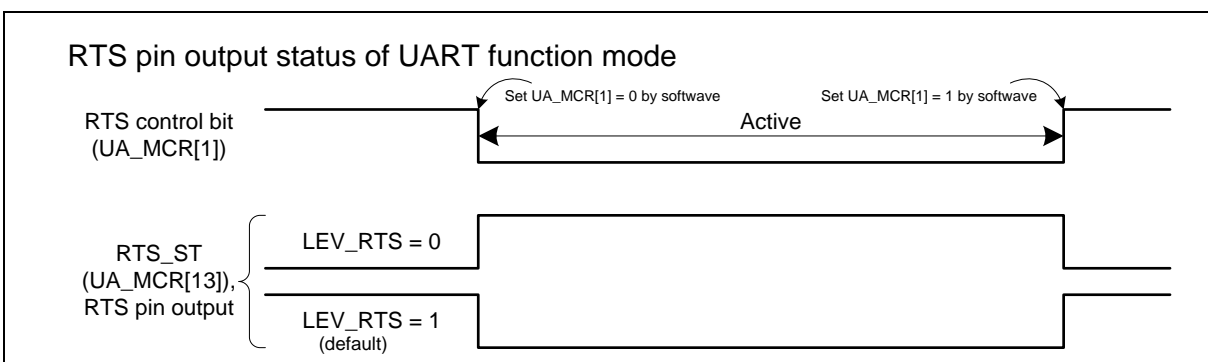 RTS pin output status of UART function mode
Set UA_MCR[1] = 0 by softwave
Set UA_MCR[1] = 1 by softwave
RTS control bit
(UA_MCR[1])
Active
RTS_ST
(UA_MCR[13]),
RTS pin output
LEV_RTS = 0
LEV_RTS = 1
(default)